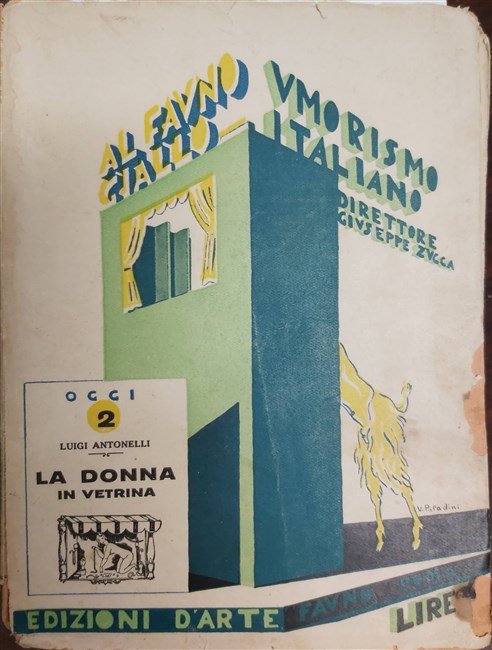 AL FAVNO
GIALLO
VMORISMO
ITALIANO
DIRETTORE
GIVSEPPE ZVCCA
OGGI
2
LUIGI ANTONELLI
LA DONNA
IN VETRINA
V. Paladini
EDIZIONI D'ARTE FAVNO
LIRE